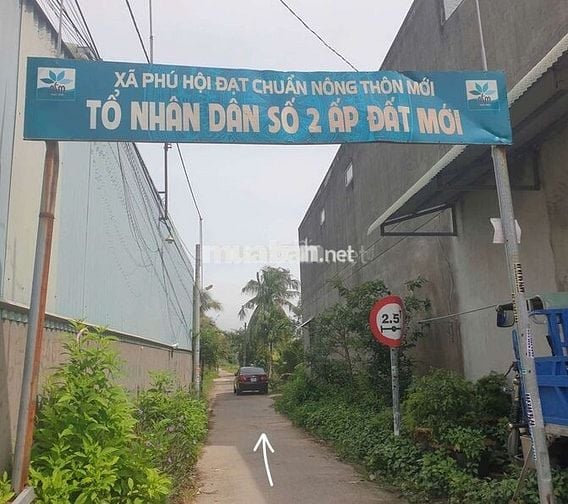 XÃ PHÚ HỘI ĐẠT CHUẨN NÔNG THÔN MỚI
TỔ NHÂN DÂN SỐ 2 ẤP ĐẤT MỚI
muaban.net
2.5